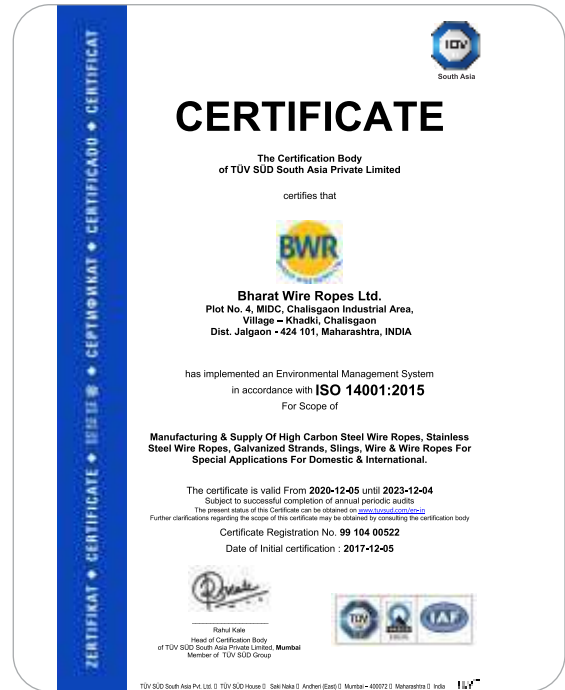 TÜV
South Asia
CERTIFICATE
The Certification Body
of TÜV SÜD South Asia Private Limited
certifies that
BWR
Bharat Wire Ropes Ltd.
Plot No. 4, MIDC, Chalisgaon Industrial Area,
Village – Khadki, Chalisgaon
Dist. Jalgaon - 424 101, Maharashtra, INDIA
has implemented an Environmental Management System
in accordance with ISO 14001:2015
For Scope of
Manufacturing & Supply Of High Carbon Steel Wire Ropes, Stainless
Steel Wire Ropes, Galvanized Strands, Slings, Wire & Wire Ropes For
Special Applications For Domestic & International.
The certificate is valid From 2020-12-05 until 2023-12-04
Subject to successful completion of annual periodic audits
The present status of this Certificate can be obtained on www.tuvsud.com/en-in
Further clarifications regarding the scope of this certificate may be obtained by consulting the certification body
Certificate Registration No. 99 104 00522
Date of Initial certification : 2017-12-05
Rahul Kale
Head of Certification Body
of TÜV SÜD South Asia Private Limited, Mumbai
Member of TÜV SÜD Group
TÜV
IAF
TÜV SÜD South Asia Pvt. Ltd. ▯ TÜV SÜD House ▯ Saki Naka ▯ Andheri (East) ▯ Mumbai – 400072 ▯ Maharashtra ▯ India
ZERTIFIKAT ◆ CERTIFICATE ◆ ◆ СЕРТИФИКАТ ◆ CERTIFICADO ◆ CERTIFICAT